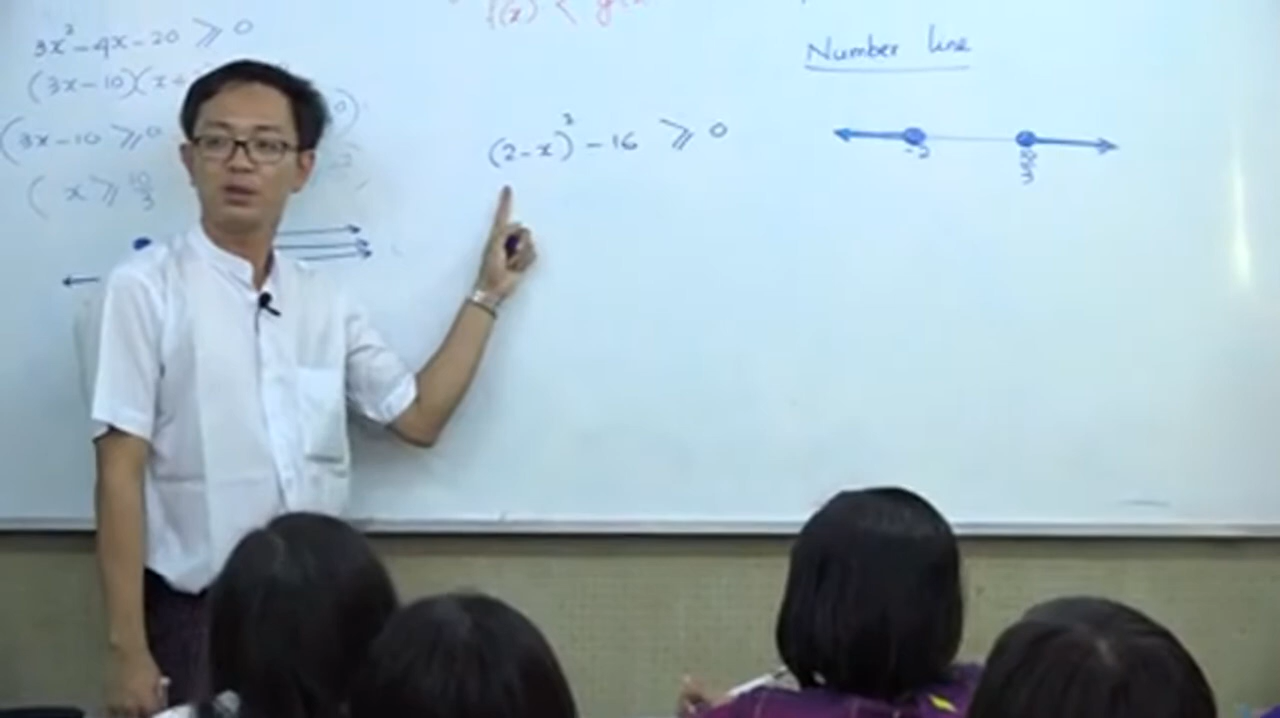 3x² - 4x - 20 ⩾ 0
(3x - 10)(x +
(3x - 10 ⩾ 0
( x ⩾ 10/3
f(x) <
(2 - x)² - 16 ⩾ 0
Number line
-2 10/3